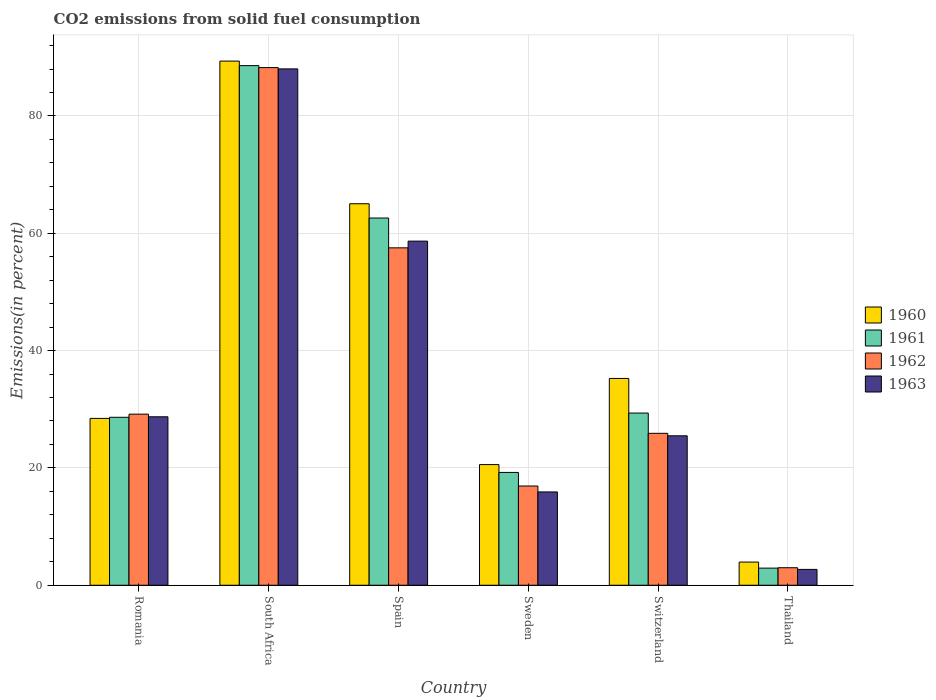 CO2 emissions from solid fuel consumption
Emissions(in percent)
80
60
40
20
0
Romania
South Africa
Spain
Sweden
Switzerland
Thailand
Country
1960
1961
1962
1963